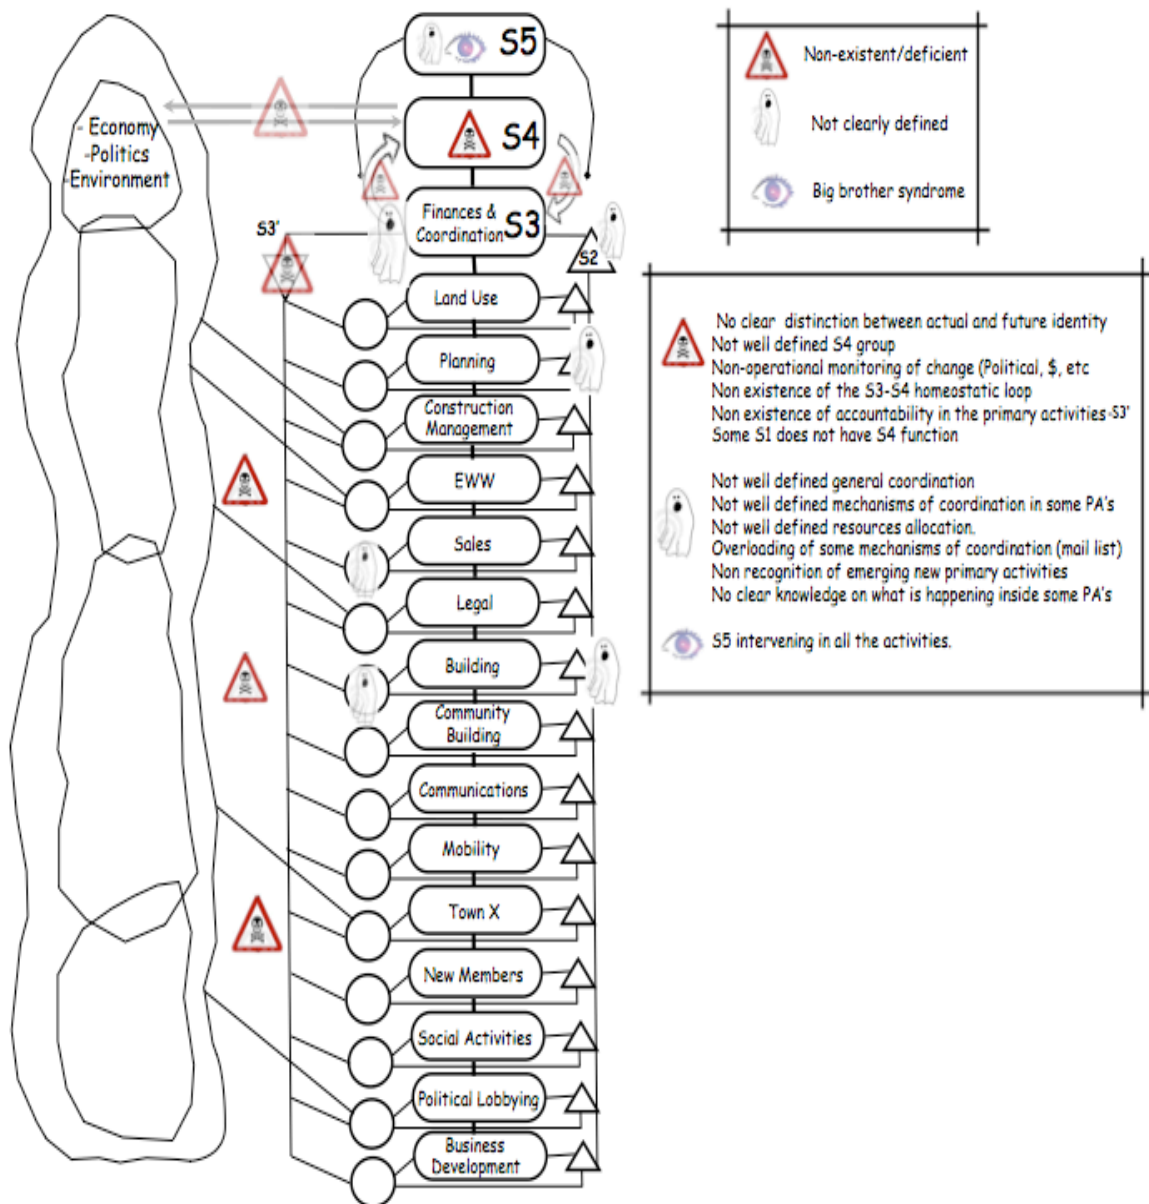 S5
S4
- Economy
-Politics
-Environment
S3'
Finances &
Coordination
S3
S2
Land Use
Planning
Construction
Management
EWW
Sales
Legal
Building
Community
Building
Communications
Mobility
Town X
New Members
Social Activities
Political Lobbying
Business
Development
Non-existent/deficient
Not clearly defined
Big brother syndrome
No clear distinction between actual and future identity
Not well defined S4 group
Non-operational monitoring of change (Political, $, etc
Non existence of the S3-S4 homeostatic loop
Non existence of accountability in the primary activities -S3'
Some S1 does not have S4 function
Not well defined general coordination
Not well defined mechanisms of coordination in some PA's
Not well defined resources allocation.
Overloading of some mechanisms of coordination (mail list)
Non recognition of emerging new primary activities
No clear knowledge on what is happening inside some PA's
S5 intervening in all the activities.